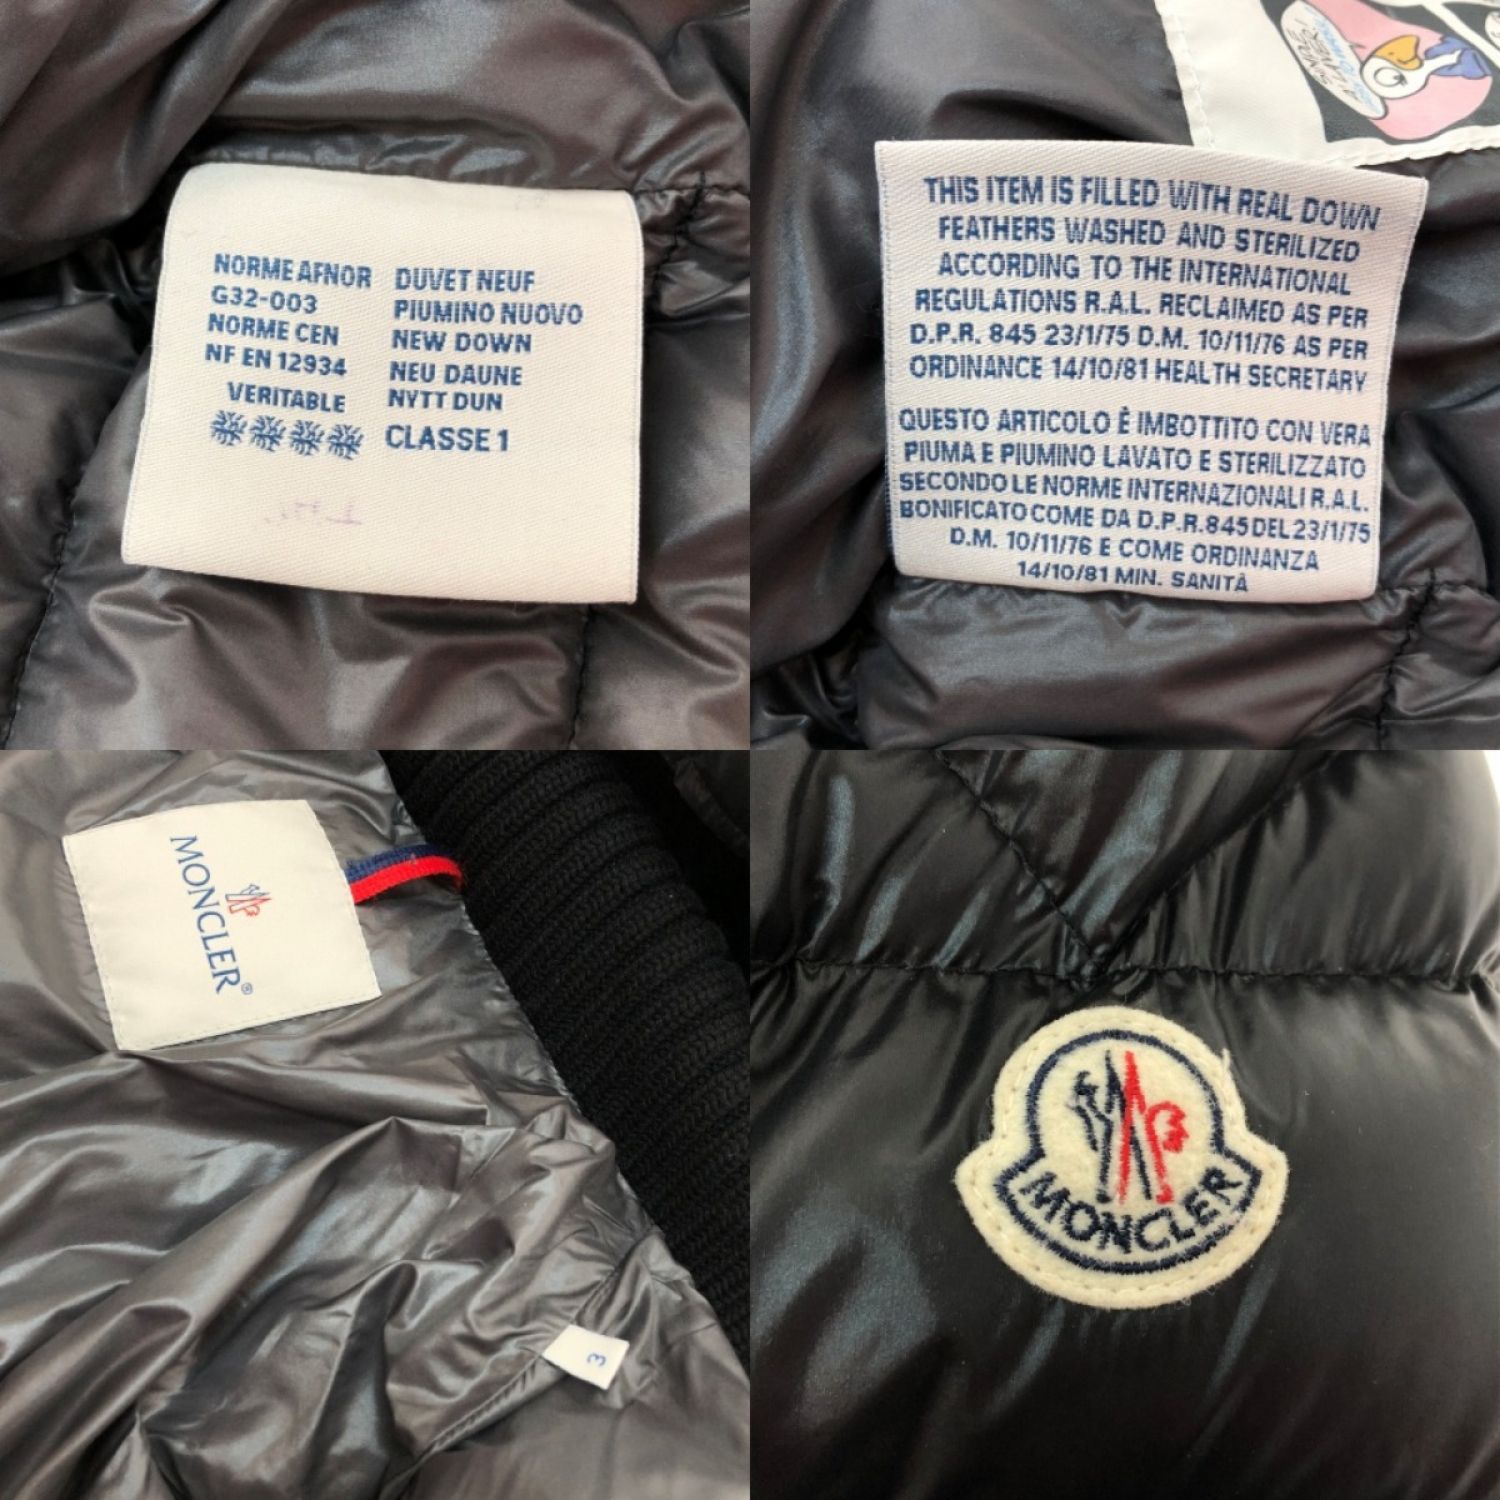 NORME AFNOR
G32-003
NORME CEN
NF EN 12934
VERITABLE
DUVET NEUF
PIUMINO NUOVO
NEW DOWN
NEU DAUNE
NYTT DUN
CLASSE 1
THIS ITEM IS FILLED WITH REAL DOWN
FEATHERS WASHED AND STERILIZED
ACCORDING TO THE INTERNATIONAL
REGULATIONS R.A.L. RECLAIMED AS PER
D.P.R. 845 23/1/75 D.M. 10/11/76 AS PER
ORDINANCE 14/10/81 HEALTH SECRETARY
QUESTO ARTICOLO È IMBOTTITO CON VERA
PIUMA E PIUMINO LAVATO E STERILIZZATO
SECONDO LE NORME INTERNAZIONALI R.A.L.
BONIFICATO COME DA D.P.R. 845 DEL 23/1/75
D.M. 10/11/76 E COME ORDINANZA
14/10/81 MIN. SANITÀ
MONCLER®
3
MONCLER